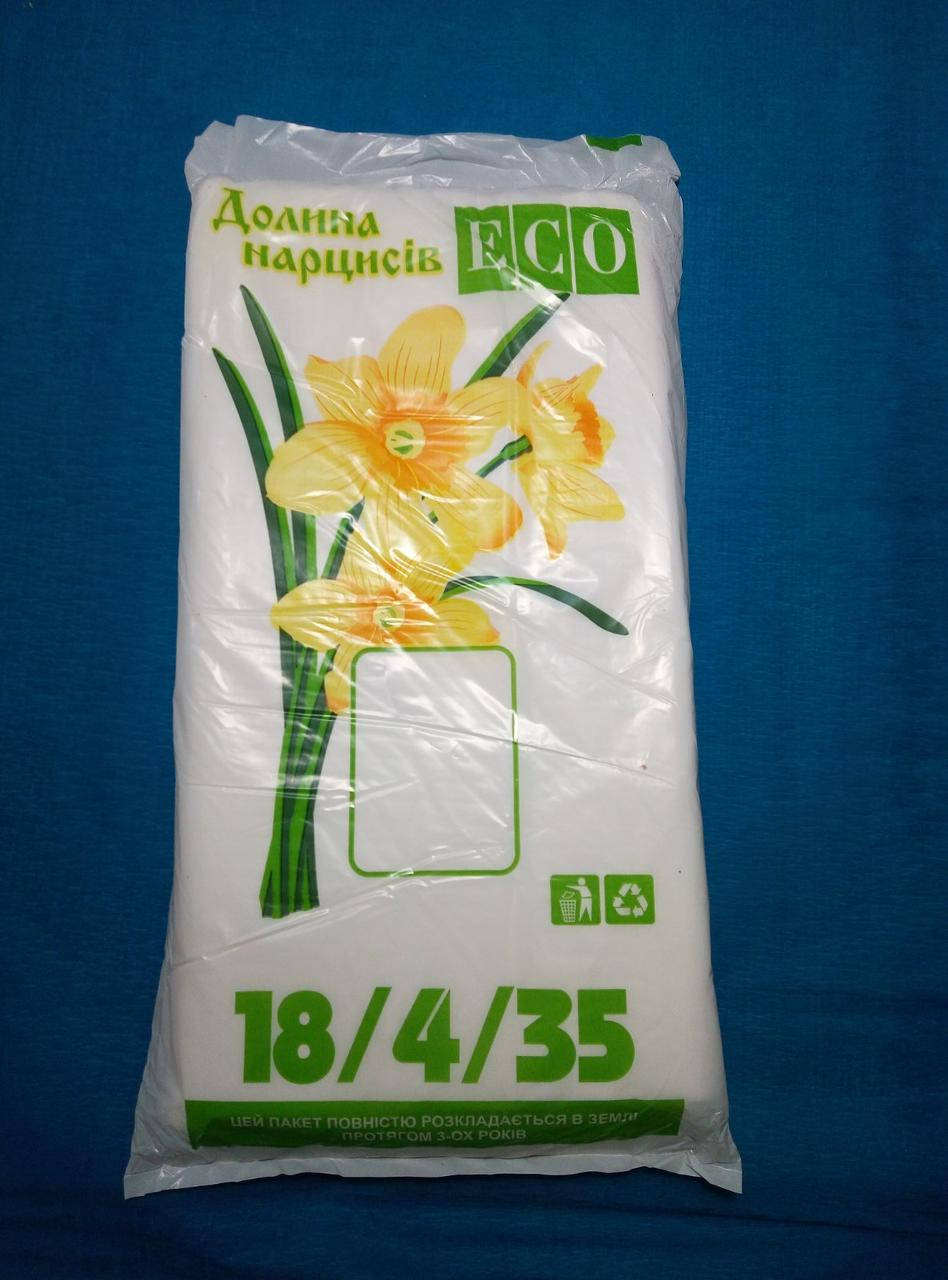 Долина
нарцисів
ECO
18/4/35
ЦЕЙ ПАКЕТ ПОВНІСТЮ РОЗКЛАДАЄТЬСЯ В ЗЕМЛІ
ПРОТЯГОМ 3-ОХ РОКІВ